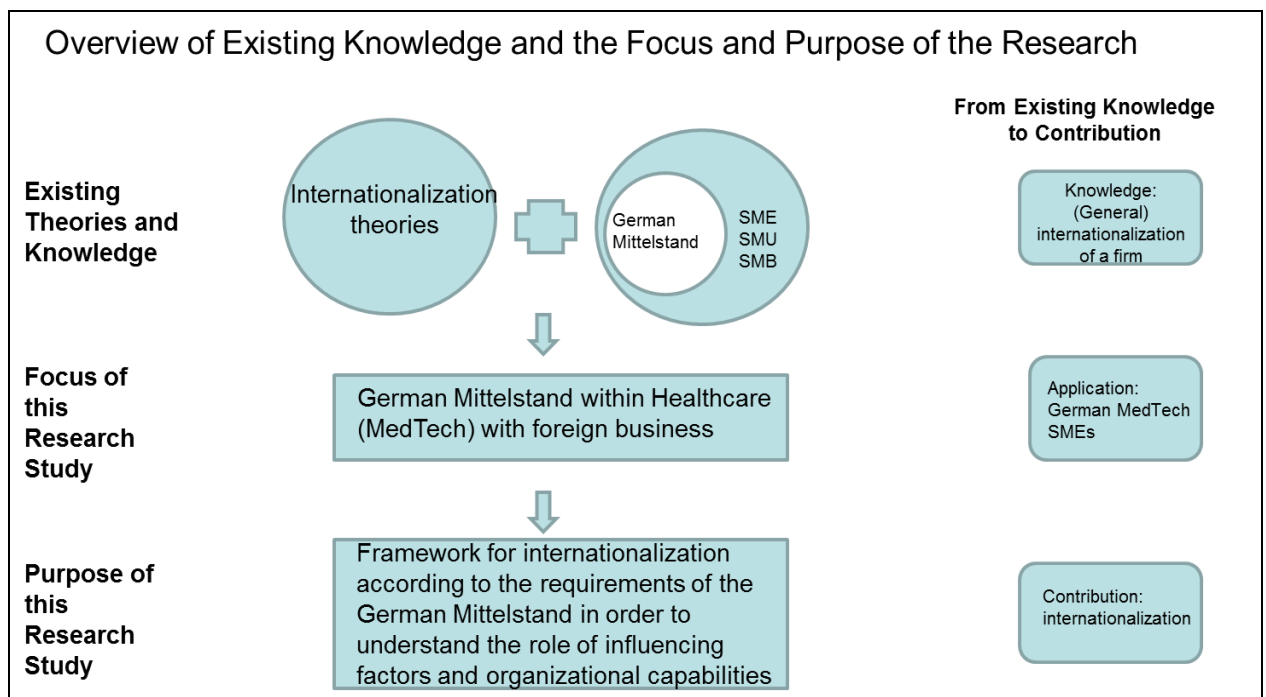 Overview of Existing Knowledge and the Focus and Purpose of the Research
From Existing Knowledge
to Contribution
Existing
Theories and
Knowledge
Internationalization
theories
German
Mittelstand
SME
SMU
SMB
Knowledge:
(General)
internationalization
of a firm
Focus of
this
Research
Study
German Mittelstand within Healthcare
(MedTech) with foreign business
Application:
German MedTech
SMEs
Purpose of
this
Research
Study
Framework for internationalization
according to the requirements of the
German Mittelstand in order to
understand the role of influencing
factors and organizational capabilities
Contribution:
internationalization